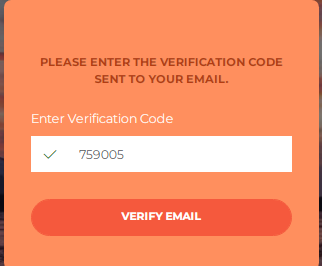 PLEASE ENTER THE VERIFICATION CODE
SENT TO YOUR EMAIL.
Enter Verification Code
759005
VERIFY EMAIL